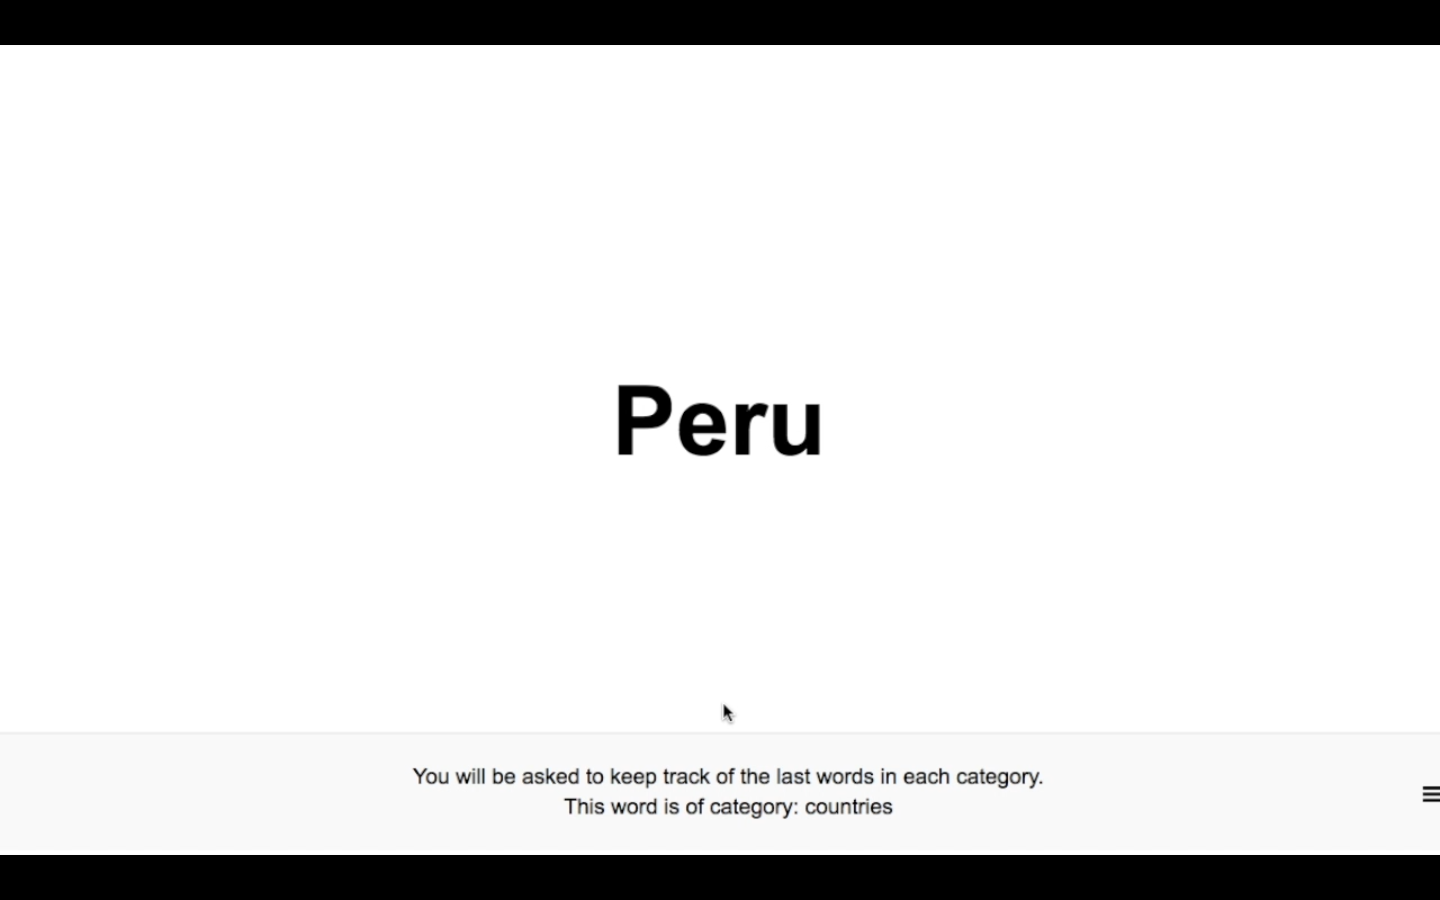 Peru
You will be asked to keep track of the last words in each category.
This word is of category: countries